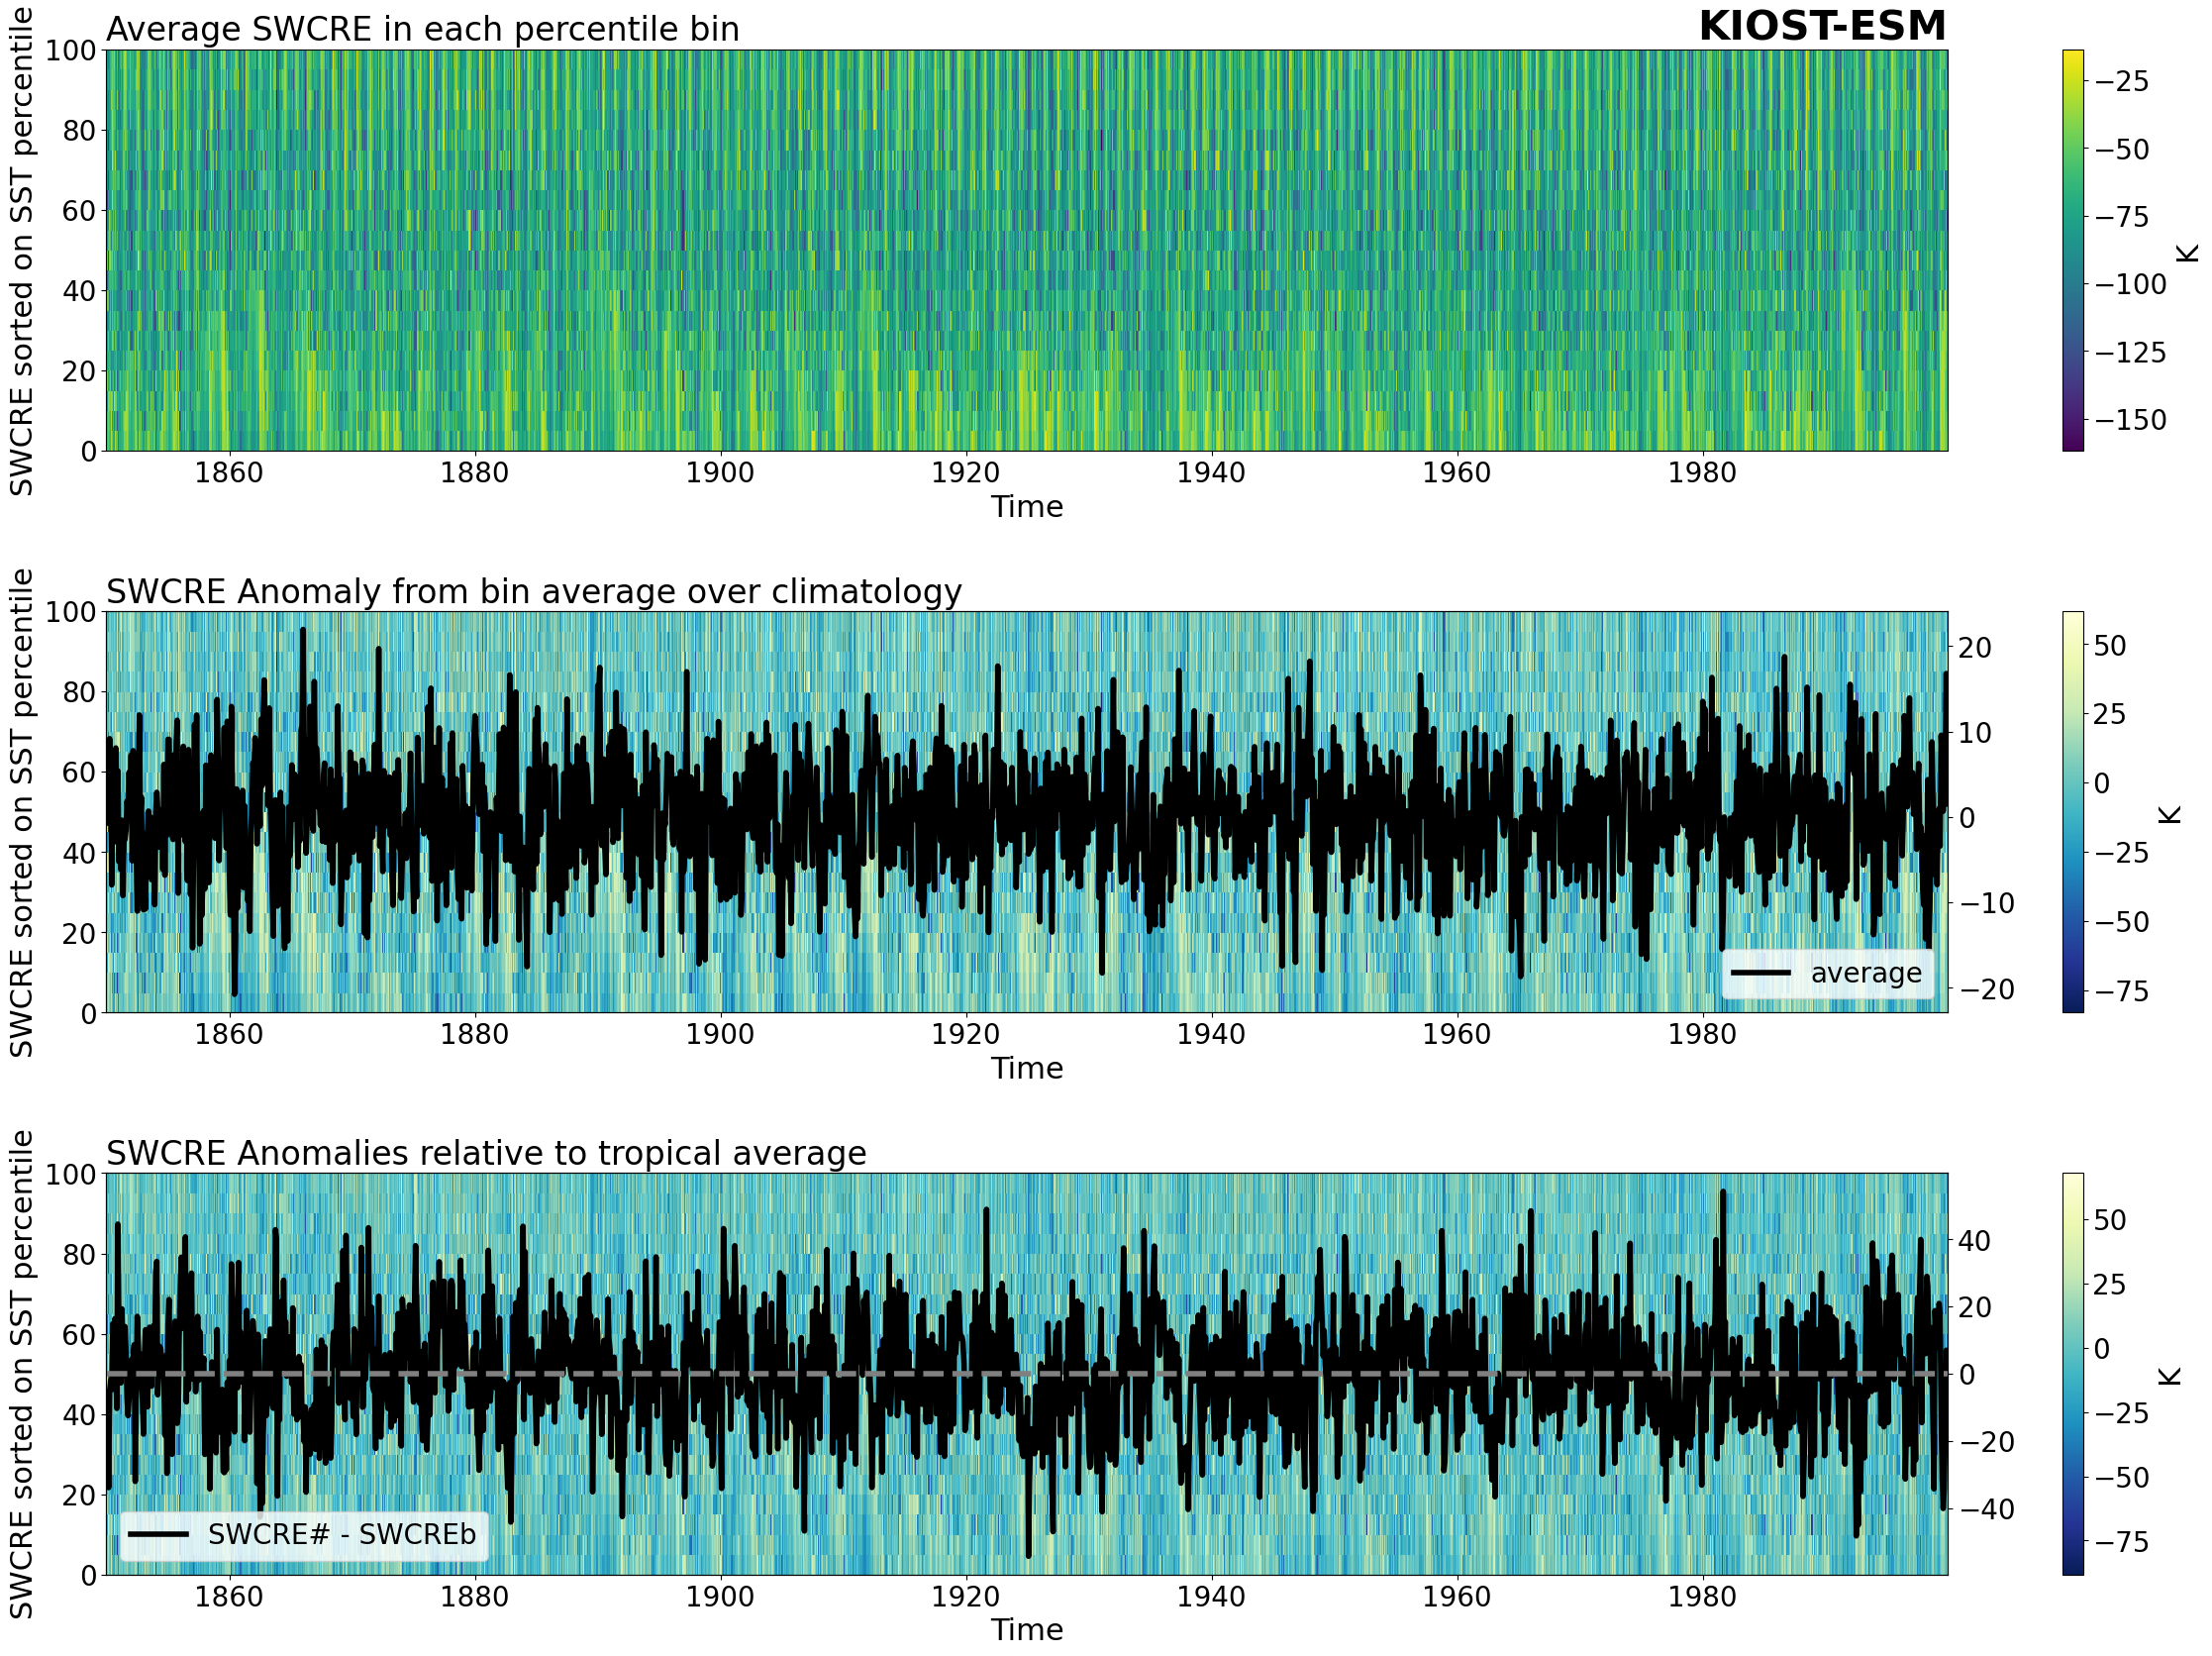 Average SWCRE in each percentile bin
KIOST-ESM
SWCRE sorted on SST percentile
100
80
60
40
20
0
1860 1880 1900 1920 1940 1960 1980
Time
−25
−50
−75
−100
−125
−150
K
SWCRE Anomaly from bin average over climatology
SWCRE sorted on SST percentile
100
80
60
40
20
0
1860 1880 1900 1920 1940 1960 1980
Time
20
10
0
−10
−20
average
50
25
0
−25
−50
−75
K
SWCRE Anomalies relative to tropical average
SWCRE sorted on SST percentile
100
80
60
40
20
0
1860 1880 1900 1920 1940 1960 1980
Time
40
20
0
−20
−40
SWCRE# - SWCREb
50
25
0
−25
−50
−75
K